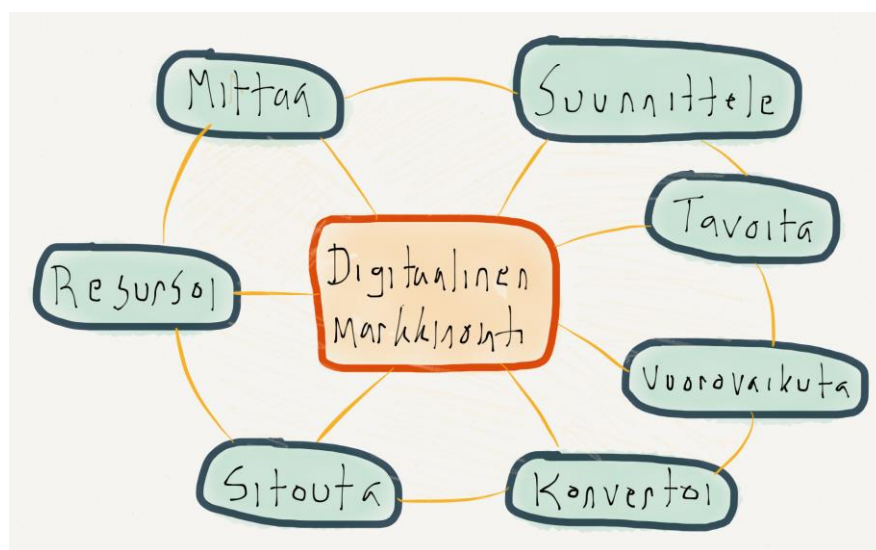 Mittaa
Suunnittele
Tavoita
Resursoi
Digitaalinen
Markkinointi
Vuorovaikuta
Sitouta
Konvertoi